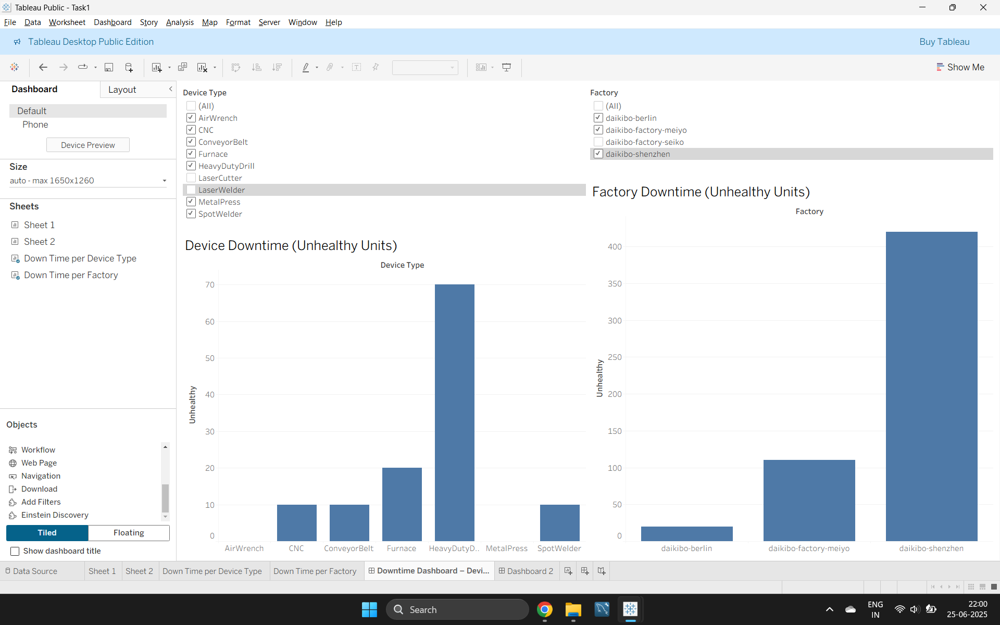 Tableau Public - Task1
File Data Worksheet Dashboard Story Analysis Map Format Server Window Help
Tableau Desktop Public Edition
Buy Tableau
Show Me
Dashboard
Layout
Default
Phone
Device Preview
Size
auto - max 1650x1260
Sheets
Sheet 1
Sheet 2
Down Time per Device Type
Down Time per Factory
Objects
Workflow
Web Page
Navigation
Download
Add Filters
Einstein Discovery
Tiled
Floating
Show dashboard title
Device Type
(All)
AirWrench
CNC
ConveyorBelt
Furnace
HeavyDutyDrill
LaserCutter
LaserWelder
MetalPress
SpotWelder
Device Downtime (Unhealthy Units)
Device Type
70
60
50
40
30
20
10
0
Unhealthy
AirWrench CNC ConveyorBelt Furnace HeavyDutyD.. MetalPress SpotWelder
Factory
(All)
daikibo-berlin
daikibo-factory-meiyo
daikibo-factory-seiko
daikibo-shenzhen
Factory Downtime (Unhealthy Units)
Factory
400
350
300
250
200
150
100
50
0
Unhealthy
daikibo-berlin daikibo-factory-meiyo daikibo-shenzhen
Data Source Sheet 1 Sheet 2 Down Time per Device Type Down Time per Factory Downtime Dashboard – Devi... Dashboard 2
Search
ENG
IN
22:00
25-06-2025